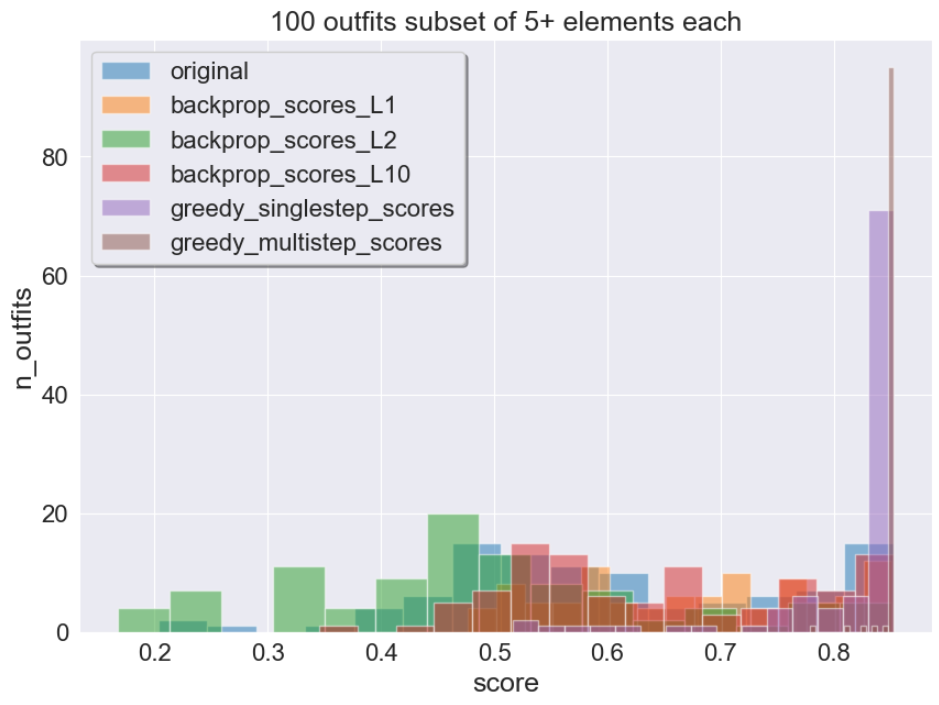 100 outfits subset of 5+ elements each
original
backprop_scores_L1
backprop_scores_L2
backprop_scores_L10
greedy_singlestep_scores
greedy_multistep_scores
n_outfits
80
60
40
20
0
0.2 0.3 0.4 0.5 0.6 0.7 0.8
score